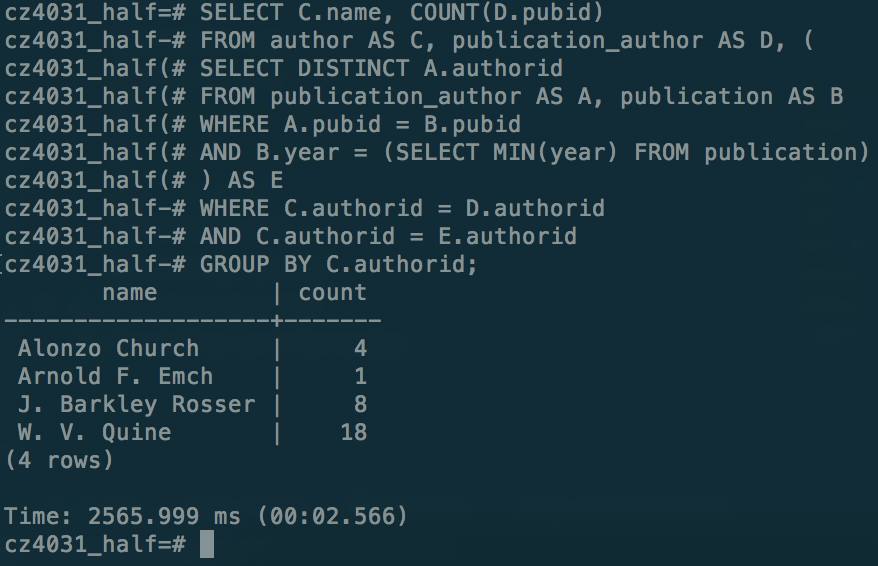 cz4031_half=# SELECT C.name, COUNT(D.pubid)
cz4031_half-# FROM author AS C, publication_author AS D, (
cz4031_half(# SELECT DISTINCT A.authorid
cz4031_half(# FROM publication_author AS A, publication AS B
cz4031_half(# WHERE A.pubid = B.pubid
cz4031_half(# AND B.year = (SELECT MIN(year) FROM publication)
cz4031_half(# ) AS E
cz4031_half-# WHERE C.authorid = D.authorid
cz4031_half-# AND C.authorid = E.authorid
cz4031_half-# GROUP BY C.authorid;
       name        | count
-------------------+-------
 Alonzo Church     |     4
 Arnold F. Emch    |     1
 J. Barkley Rosser |     8
 W. V. Quine       |    18
(4 rows)

Time: 2565.999 ms (00:02.566)
cz4031_half=#